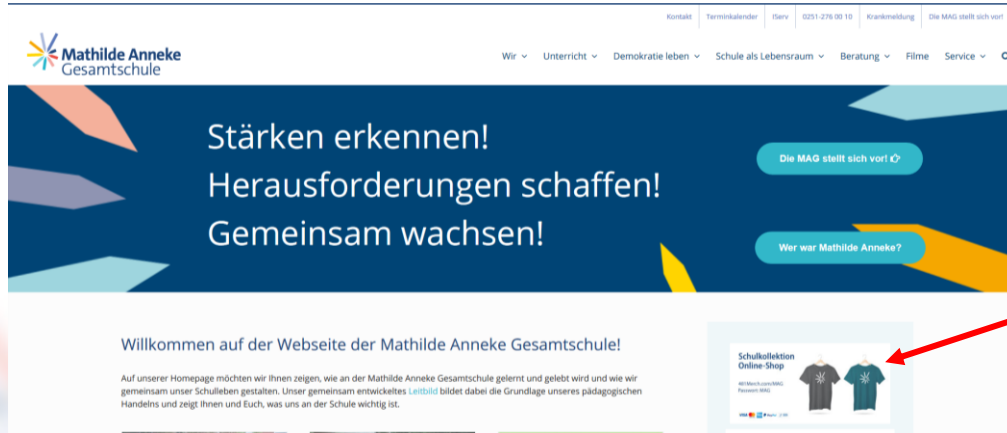 Kontakt
Terminkalender
IServ
0251-276 00 10
Krankmeldung
Die MAG stellt sich vor!
Mathilde Anneke
Gesamtschule
Wir
Unterricht
Demokratie leben
Schule als Lebensraum
Beratung
Filme
Service
Stärken erkennen!
Herausforderungen schaffen!
Gemeinsam wachsen!
Die MAG stellt sich vor!
Wer war Mathilde Anneke?
Willkommen auf der Webseite der Mathilde Anneke Gesamtschule!
Auf unserer Homepage möchten wir Ihnen zeigen, wie an der Mathilde Anneke Gesamtschule gelernt und gelebt wird und wie wir
gemeinsam unser Schulleben gestalten. Unser gemeinsam entwickeltes Leitbild bildet dabei die Grundlage unseres pädagogischen
Handelns und zeigt Ihnen und Euch, was uns an der Schule wichtig ist.
Schulkollektion
Online-Shop
Passwort: MAG